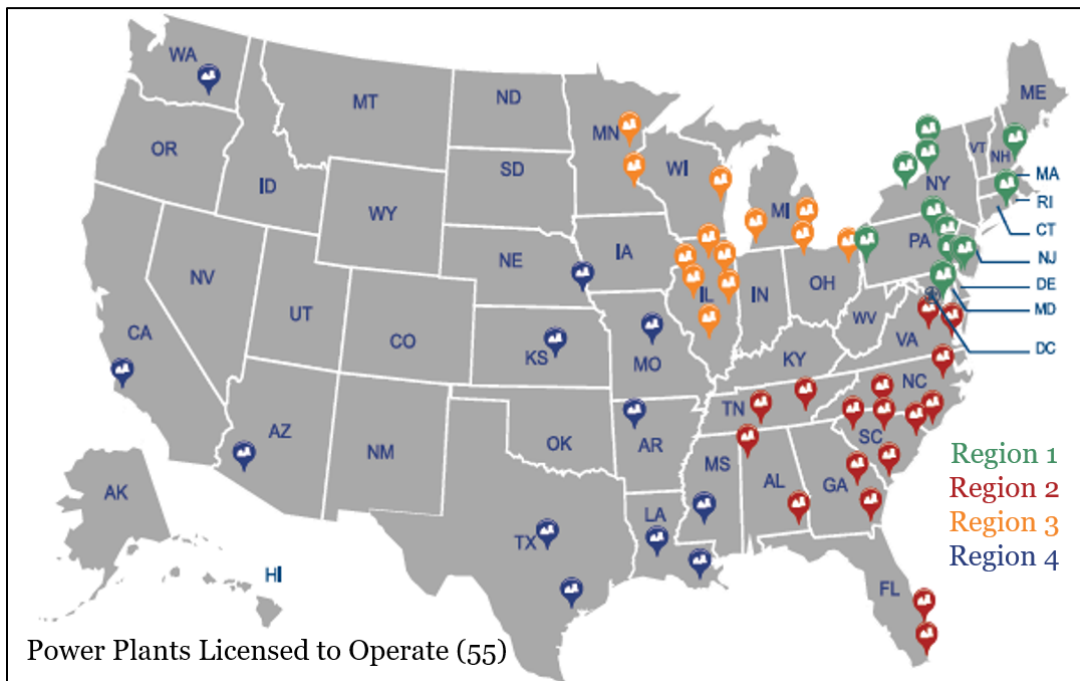 WA
MT
ND
MN
ME
OR
ID
SD
WI
MI
VT
NH
NY
MA
RI
CT
WY
NE
IA
PA
NJ
NV
UT
CO
IL
IN
OH
DE
MD
CA
KS
MO
WV
VA
DC
KY
AZ
NM
OK
AR
TN
NC
SC
MS
AL
GA
Region 1
Region 2
AK
TX
LA
Region 3
HI
FL
Region 4
Power Plants Licensed to Operate (55)